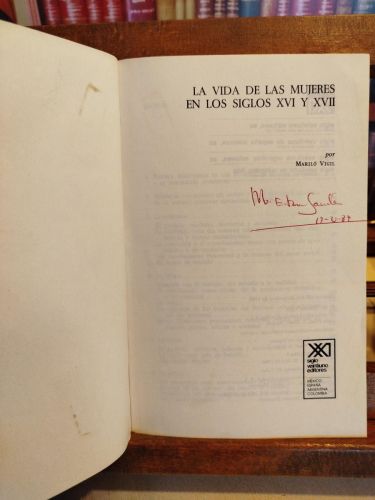 LA VIDA DE LAS MUJERES
EN LOS SIGLOS XVI Y XVII
por
MARILÓ VIGIL
siglo
veintiuno
editores
MÉXICO
ESPAÑA
ARGENTINA
COLOMBIA